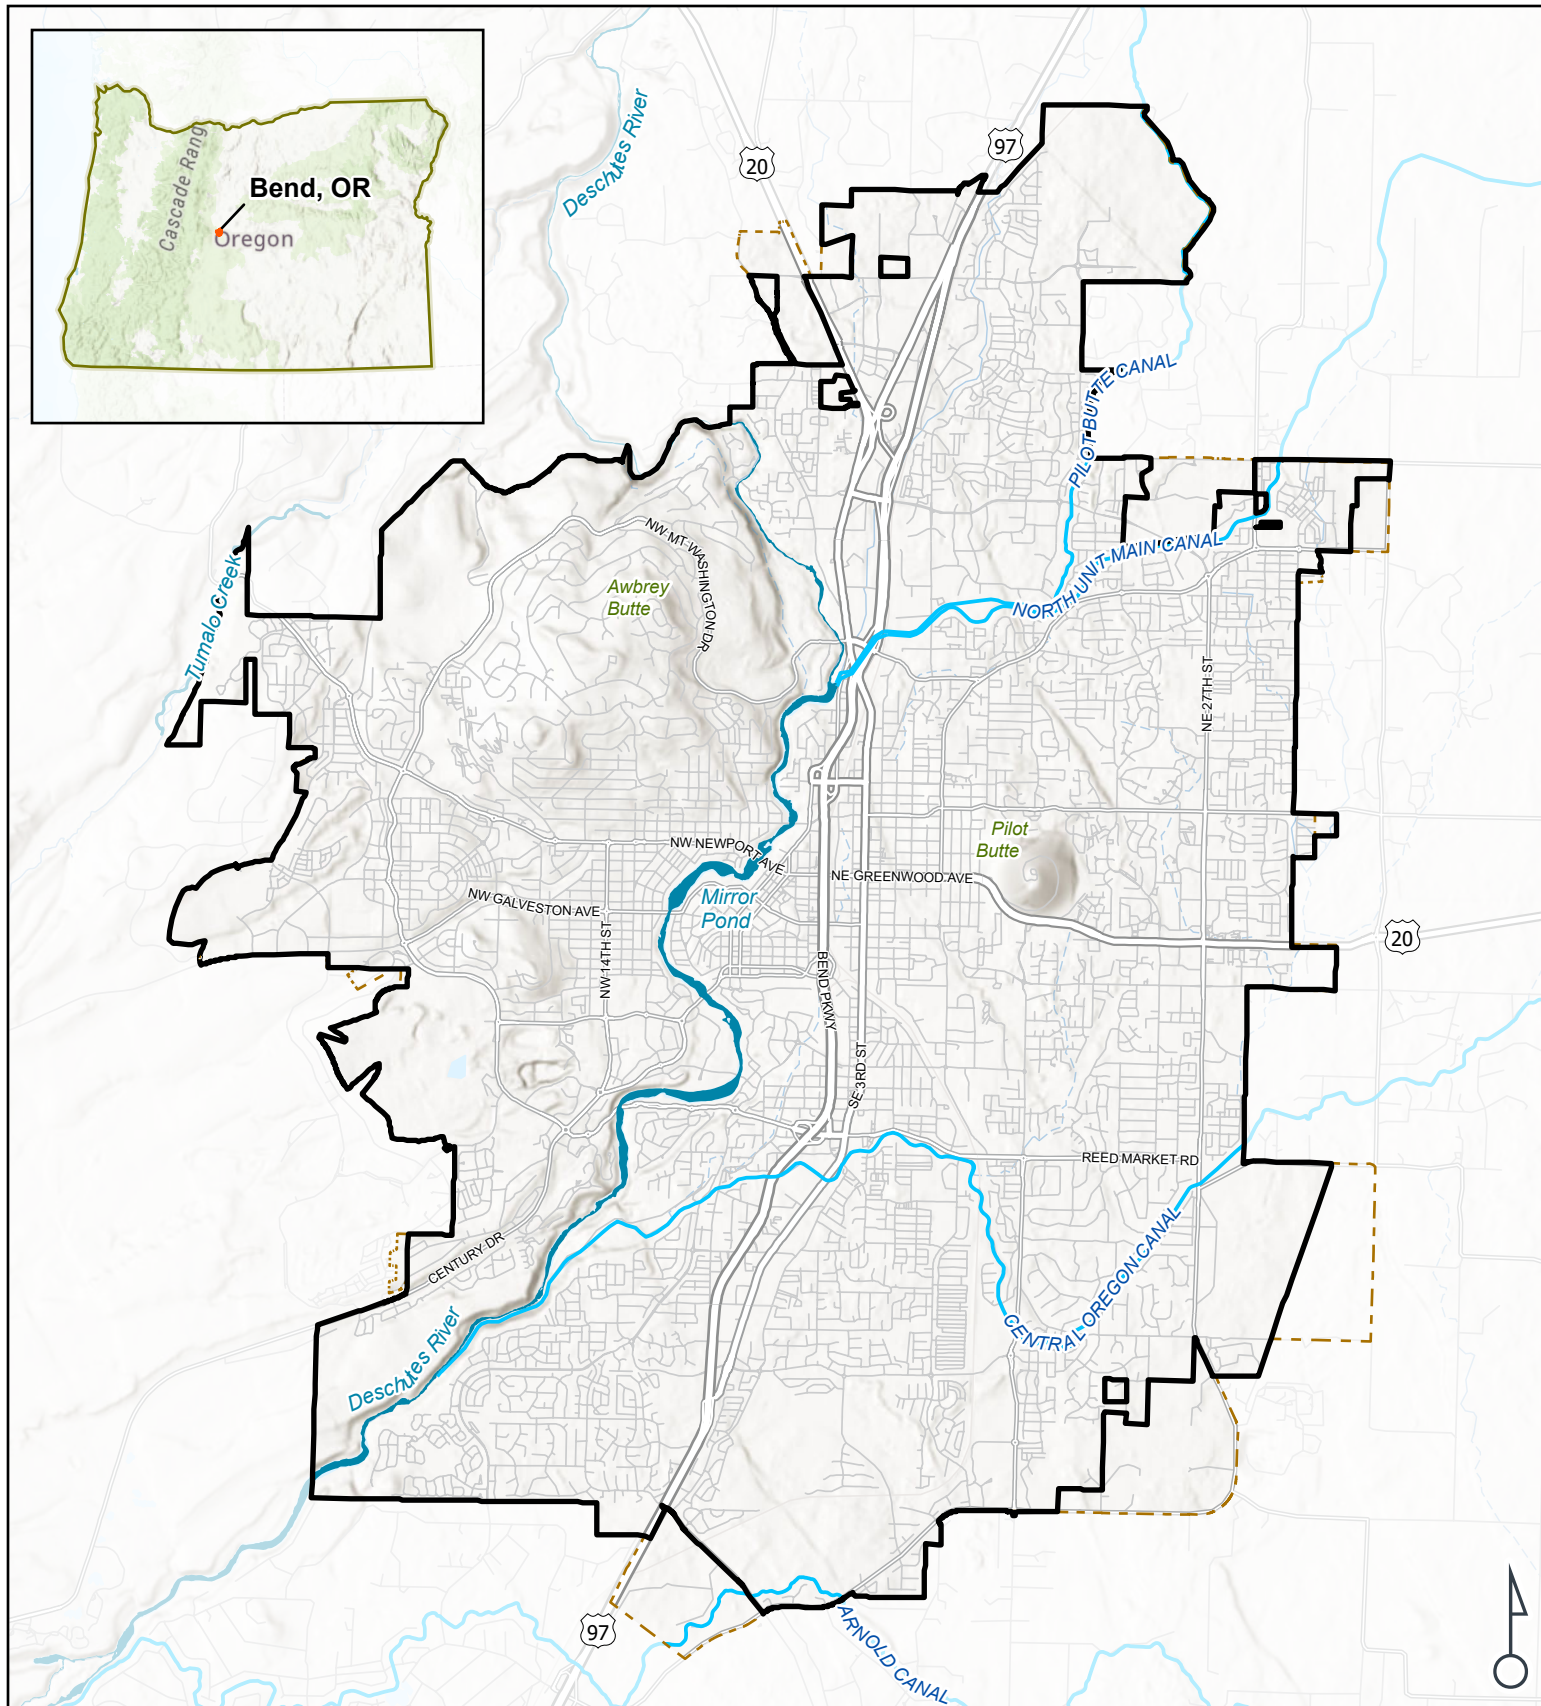 Cascade Rang
Bend, OR
Oregon
Deschutes River
20
97
PILOT BUTTE CANAL
NORTH UNIT MAIN CANAL
NW MT WASHINGTON DR
Awbrey
Butte
Tumalo Creek
NE 27TH ST
Pilot
Butte
NW NEWPORT AVE
NE GREENWOOD AVE
NW GALVESTON AVE
Mirror
Pond
NW 14TH ST
BEND PKWY
20
SE 3RD ST
REED MARKET RD
CENTURY DR
CENTRAL OREGON CANAL
Deschutes River
97
ARNOLD CANAL